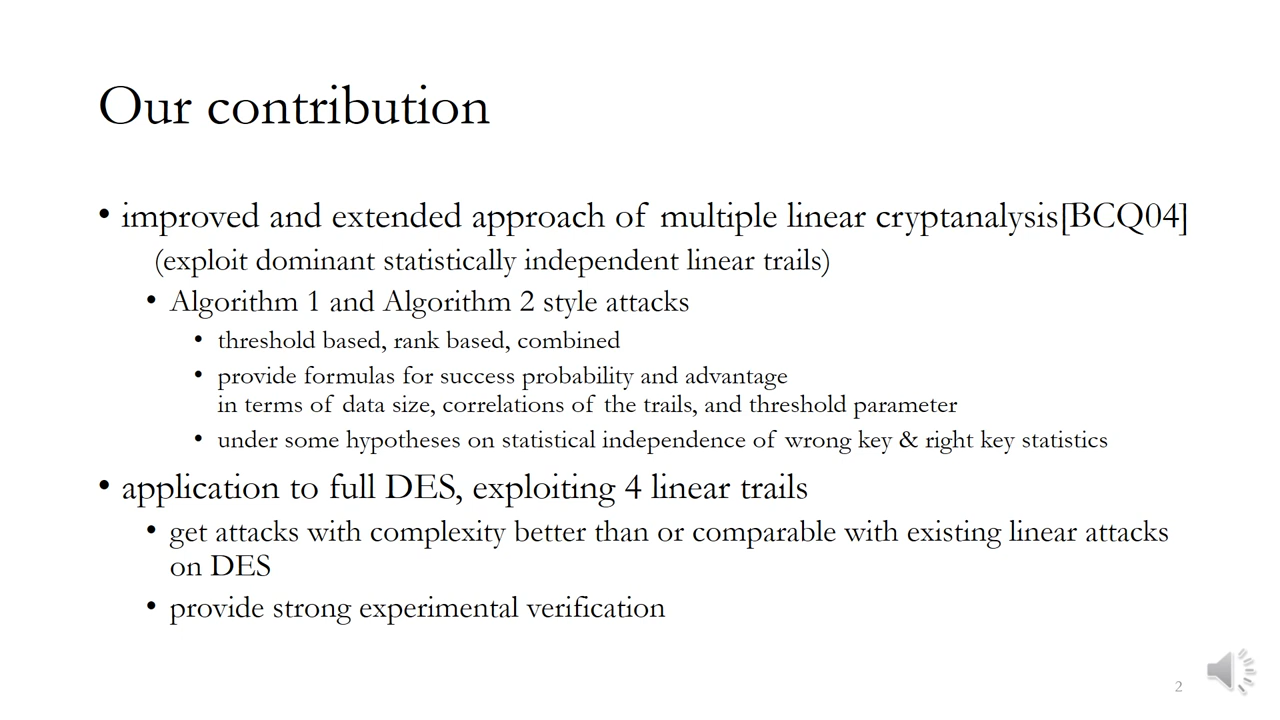 Our contribution
• improved and extended approach of multiple linear cryptanalysis[BCQ04]
(exploit dominant statistically independent linear trails)
• Algorithm 1 and Algorithm 2 style attacks
• threshold based, rank based, combined
• provide formulas for success probability and advantage
in terms of data size, correlations of the trails, and threshold parameter
• under some hypotheses on statistical independence of wrong key & right key statistics
• application to full DES, exploiting 4 linear trails
• get attacks with complexity better than or comparable with existing linear attacks
on DES
• provide strong experimental verification
2